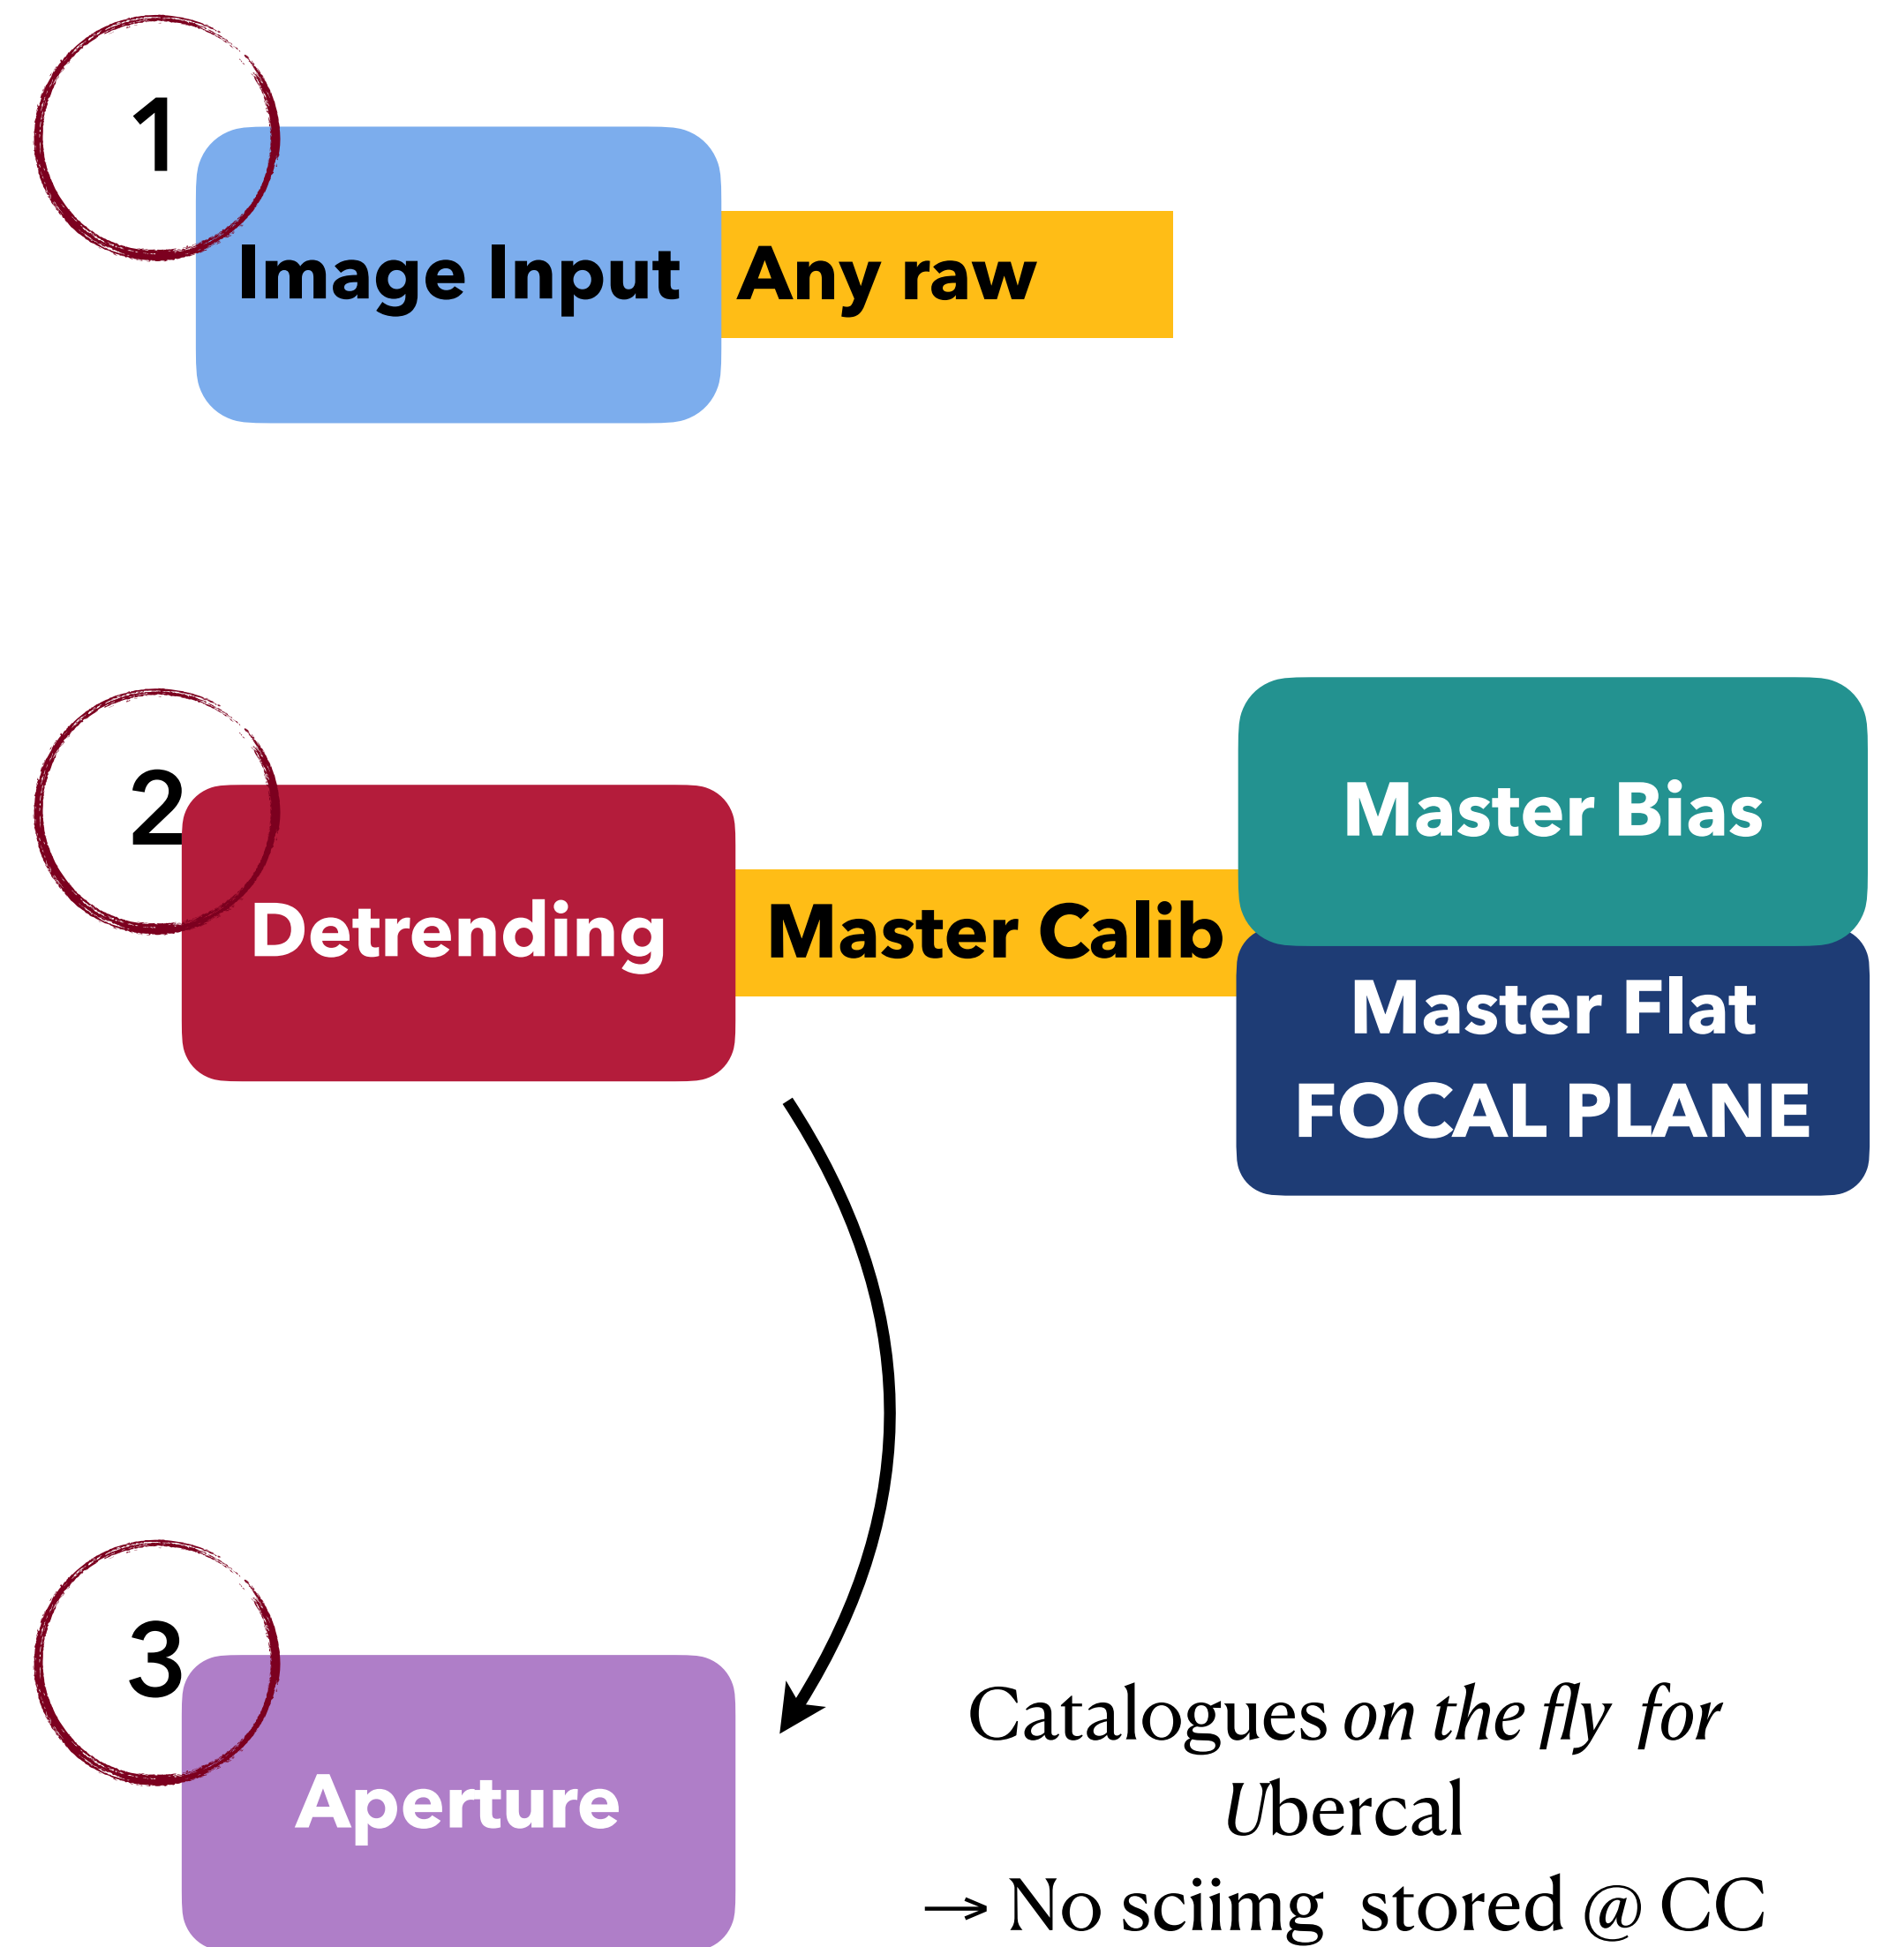 1
Image Input
Any raw
2
Master Bias
Detrending
Master Calib
Master Flat
FOCAL PLANE
3
Catalogues on the fly for
Aperture
Ubercal
→ No sciimg stored @ CC